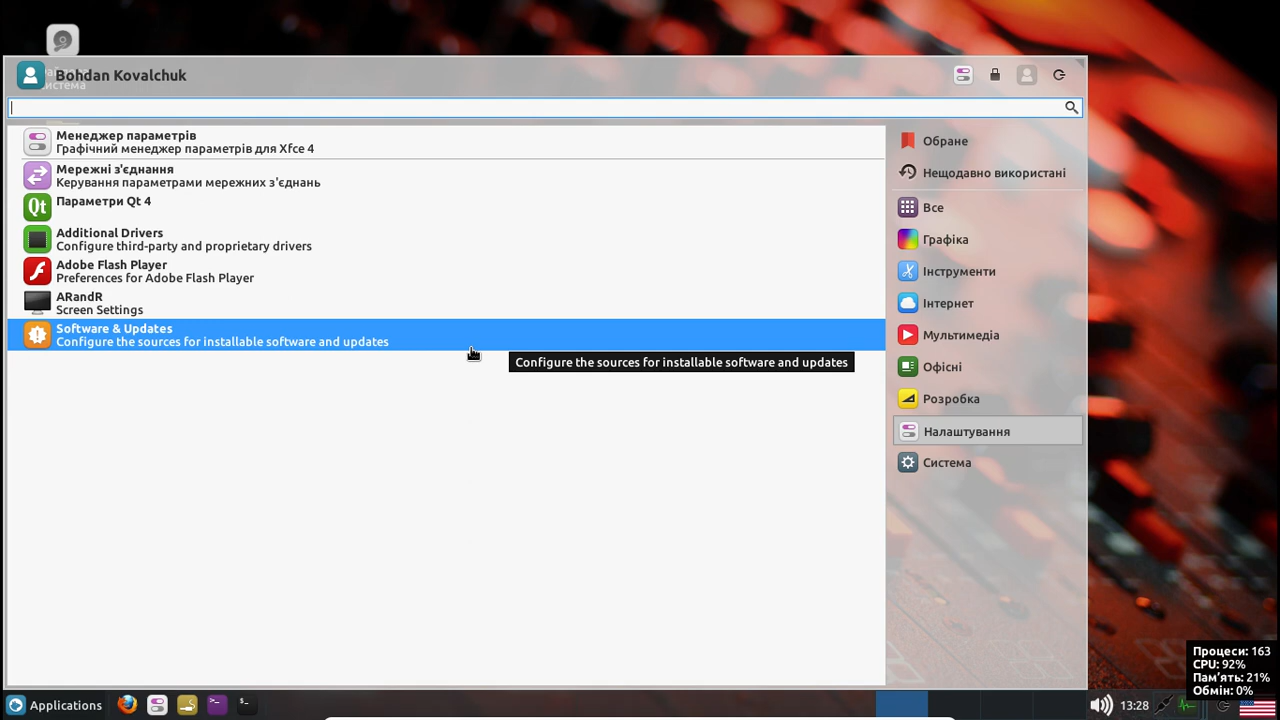 Bohdan Kovalchuk
Менеджер параметрів
Графічний менеджер параметрів для Xfce 4
Мережні з'єднання
Керування параметрами мережних з'єднань
Параметри Qt 4
Additional Drivers
Configure third-party and proprietary drivers
Adobe Flash Player
Preferences for Adobe Flash Player
ARandR
Screen Settings
Software & Updates
Configure the sources for installable software and updates
Configure the sources for installable software and updates
Обране
Нещодавно використані
Все
Графіка
Інструменти
Інтернет
Мультимедіа
Офісні
Розробка
Налаштування
Система
Процеси: 163
CPU: 92%
Пам'ять: 21%
Обмін: 0%
Applications
13:28